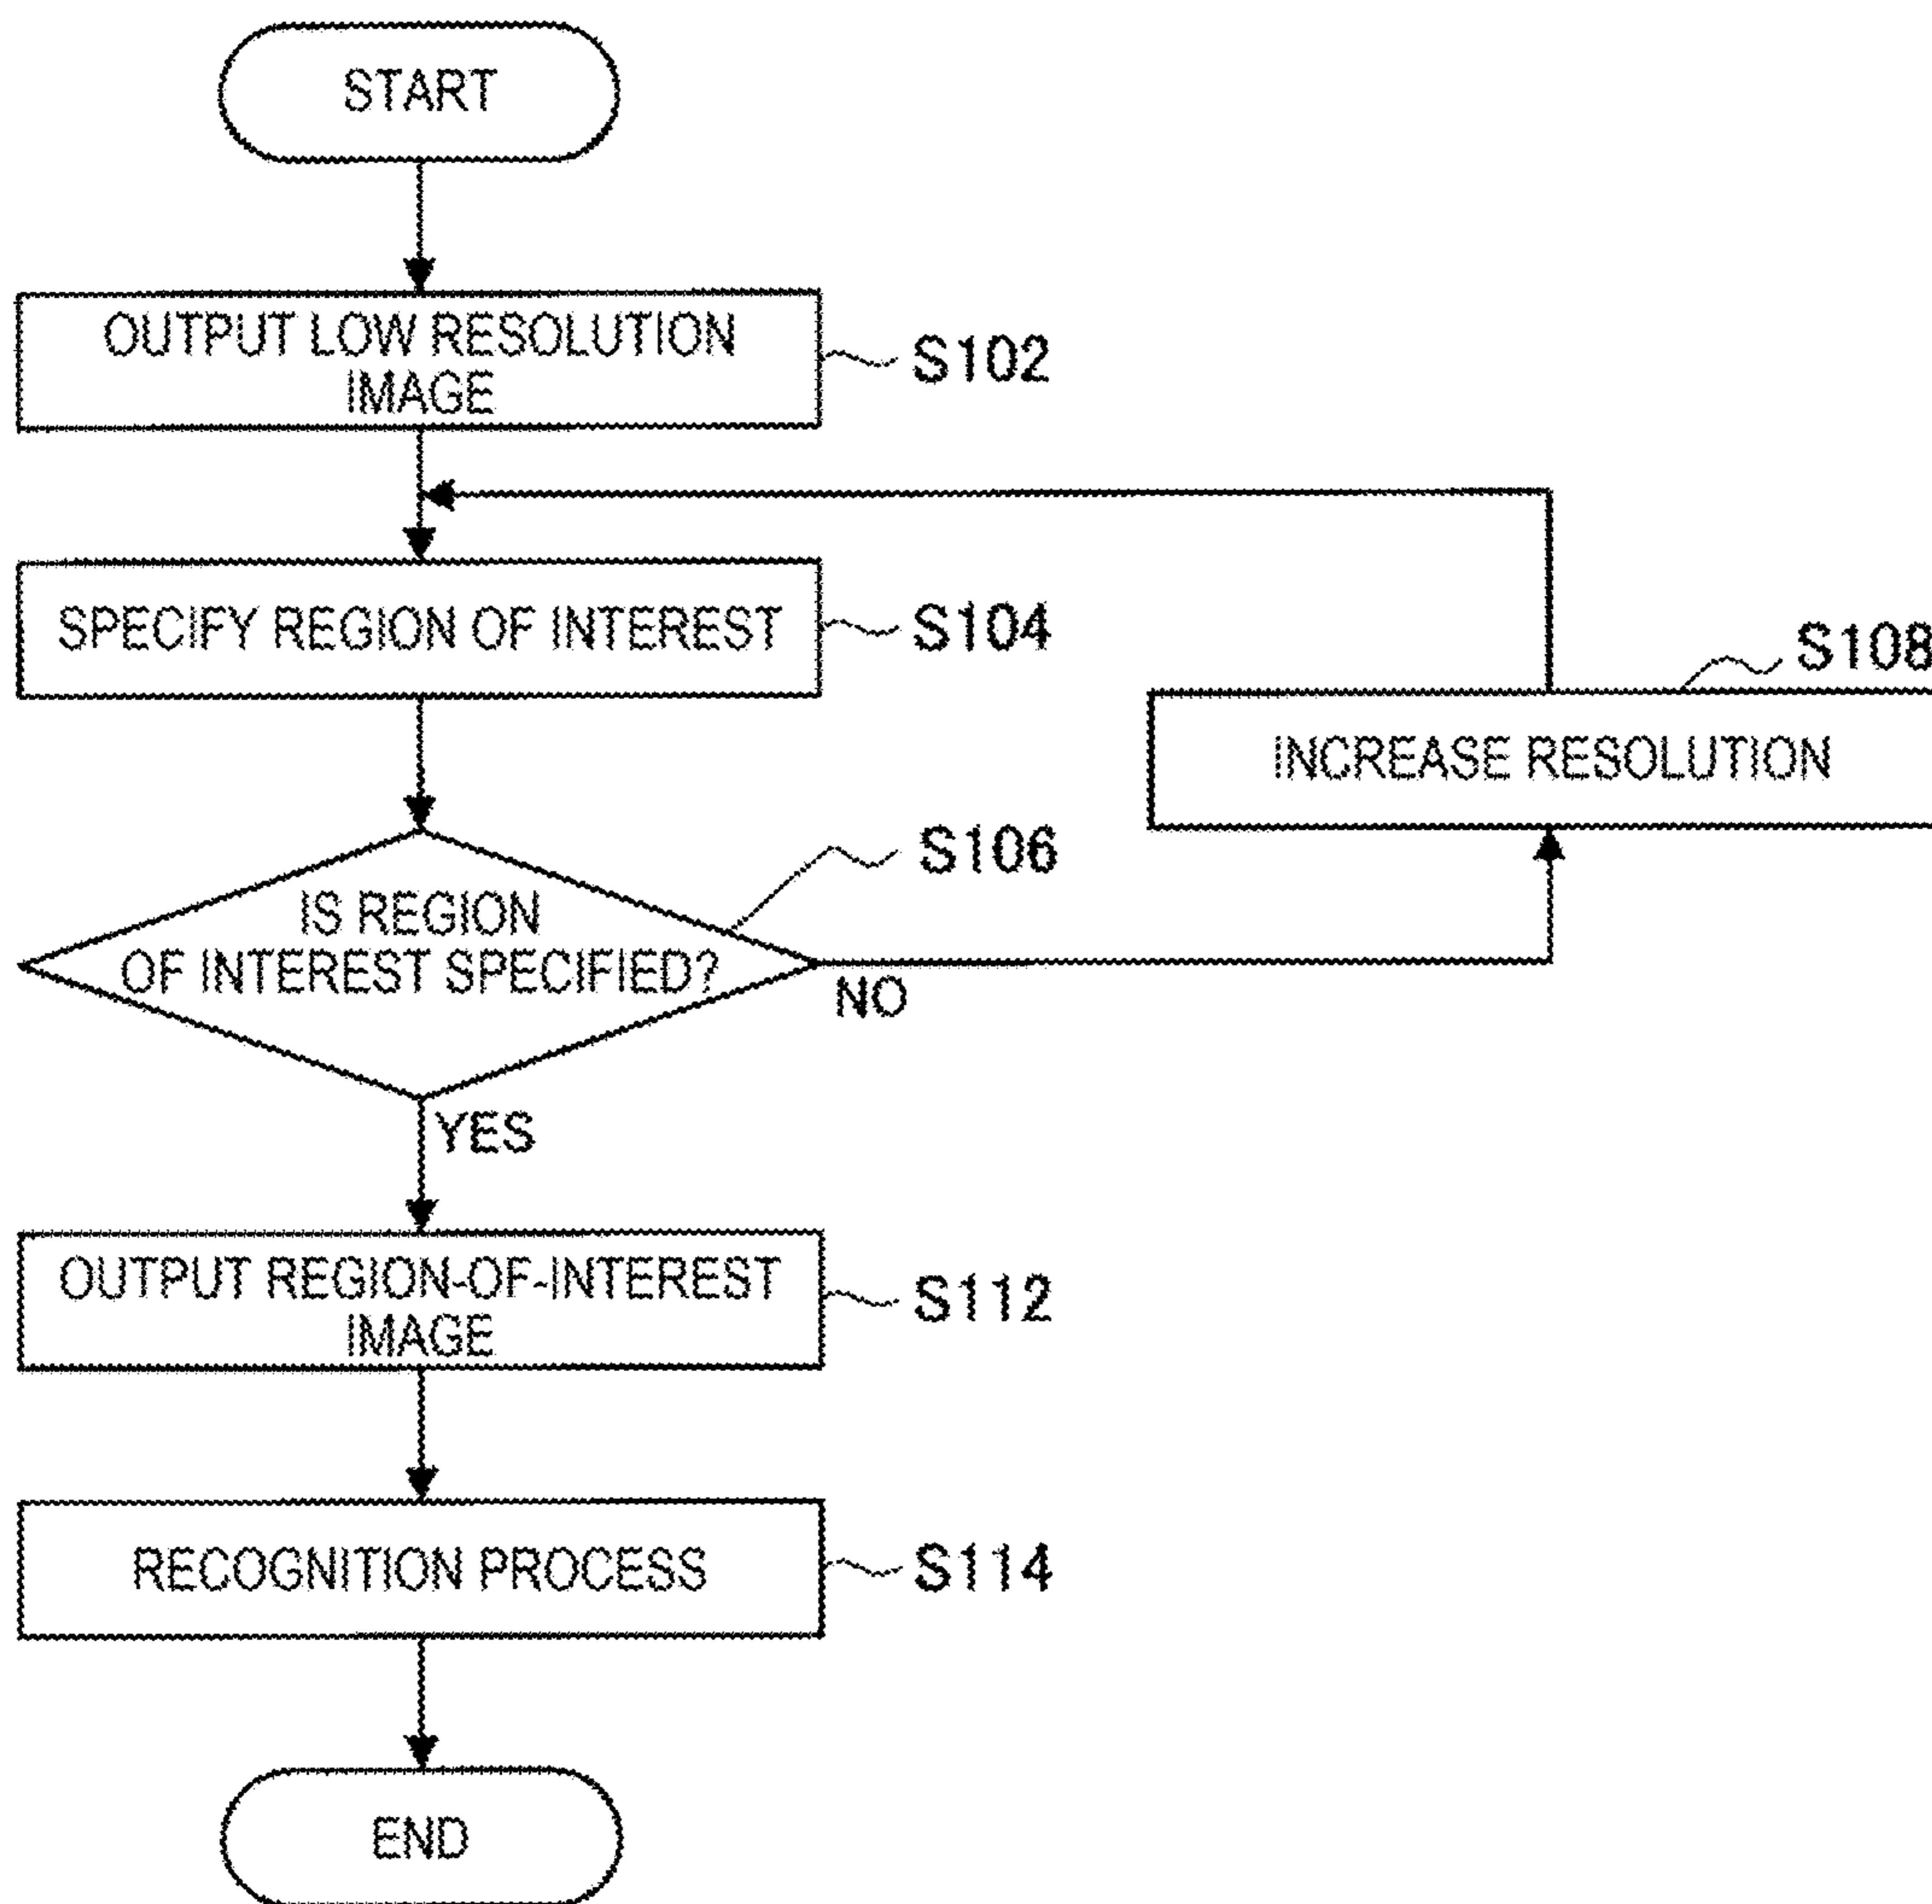 START
OUTPUT LOW RESOLUTION
IMAGE
S102
SPECIFY REGION OF INTEREST
S104
S108
INCREASE RESOLUTION
S106
IS REGION
OF INTEREST SPECIFIED?
NO
YES
OUTPUT REGION-OF-INTEREST
IMAGE
S112
RECOGNITION PROCESS
S114
END